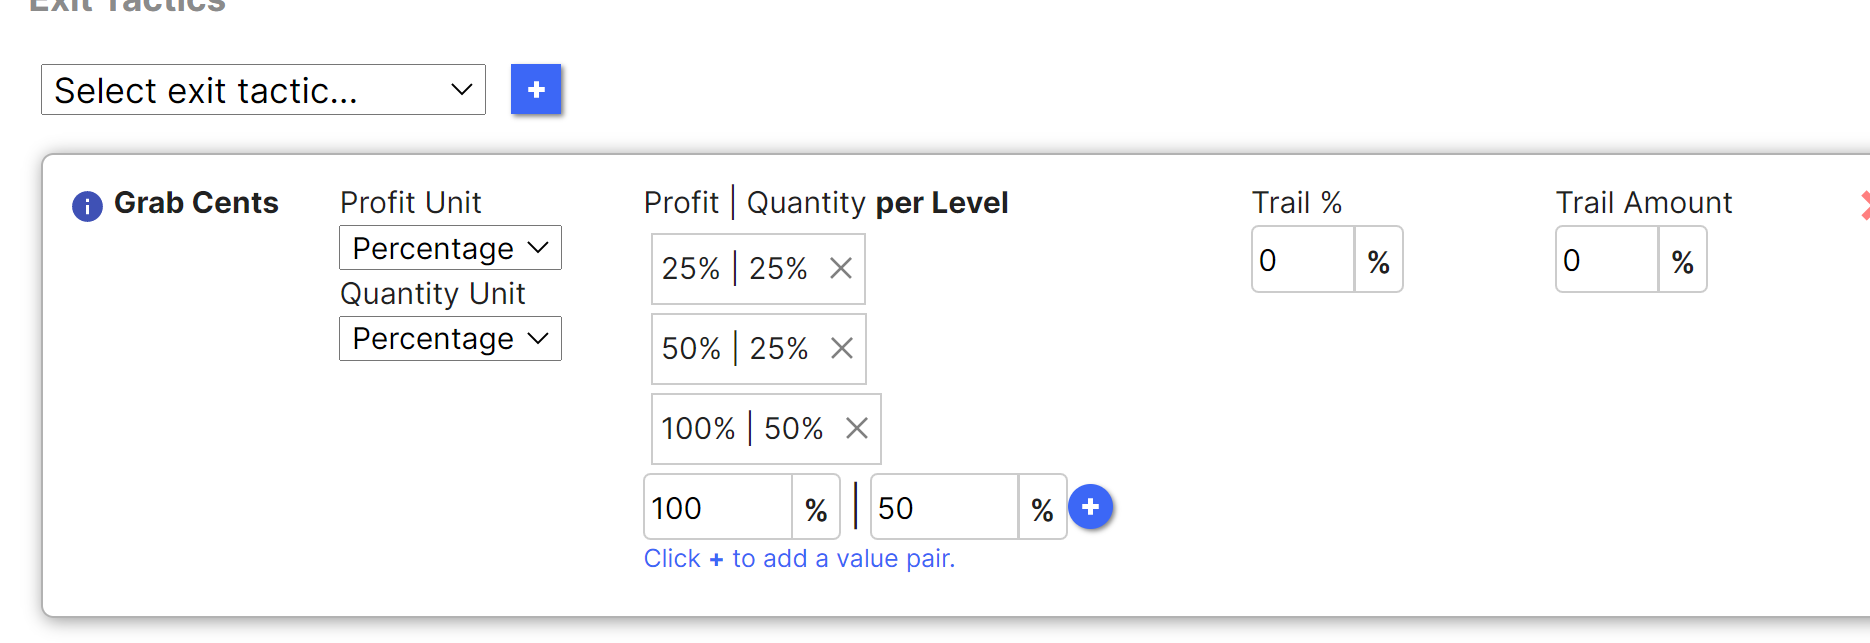 Exit Tactics
Select exit tactic...
+
i Grab Cents
Profit Unit
Percentage
Quantity Unit
Percentage
Profit | Quantity per Level
25% | 25%
50% | 25%
100% | 50%
100 % | 50 % +
Click + to add a value pair.
Trail %
0 %
Trail Amount
0 %